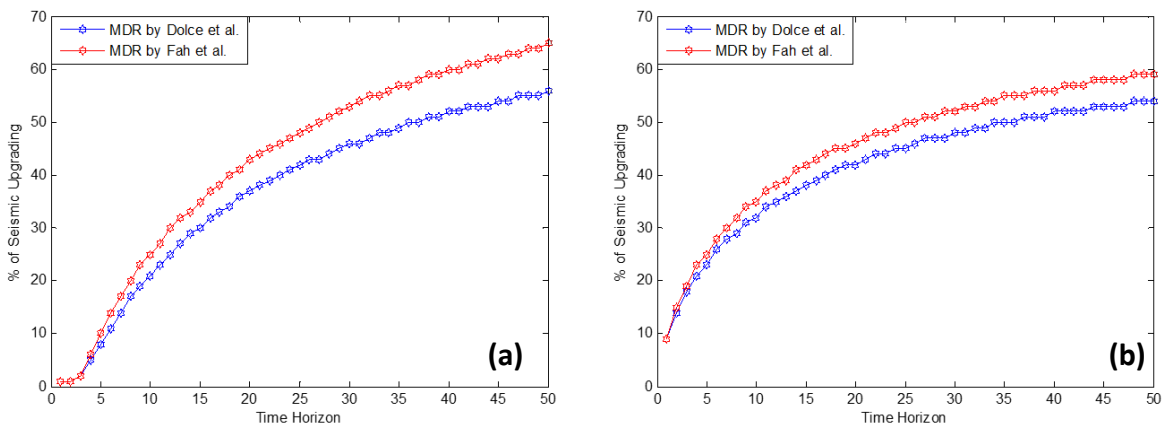 70
60
50
40
30
20
10
0
% of Seismic Upgrading
MDR by Dolce et al.
MDR by Fah et al.
(a)
0 5 10 15 20 25 30 35 40 45 50
Time Horizon
70
60
50
40
30
20
10
0
% of Seismic Upgrading
MDR by Dolce et al.
MDR by Fah et al.
(b)
0 5 10 15 20 25 30 35 40 45 50
Time Horizon